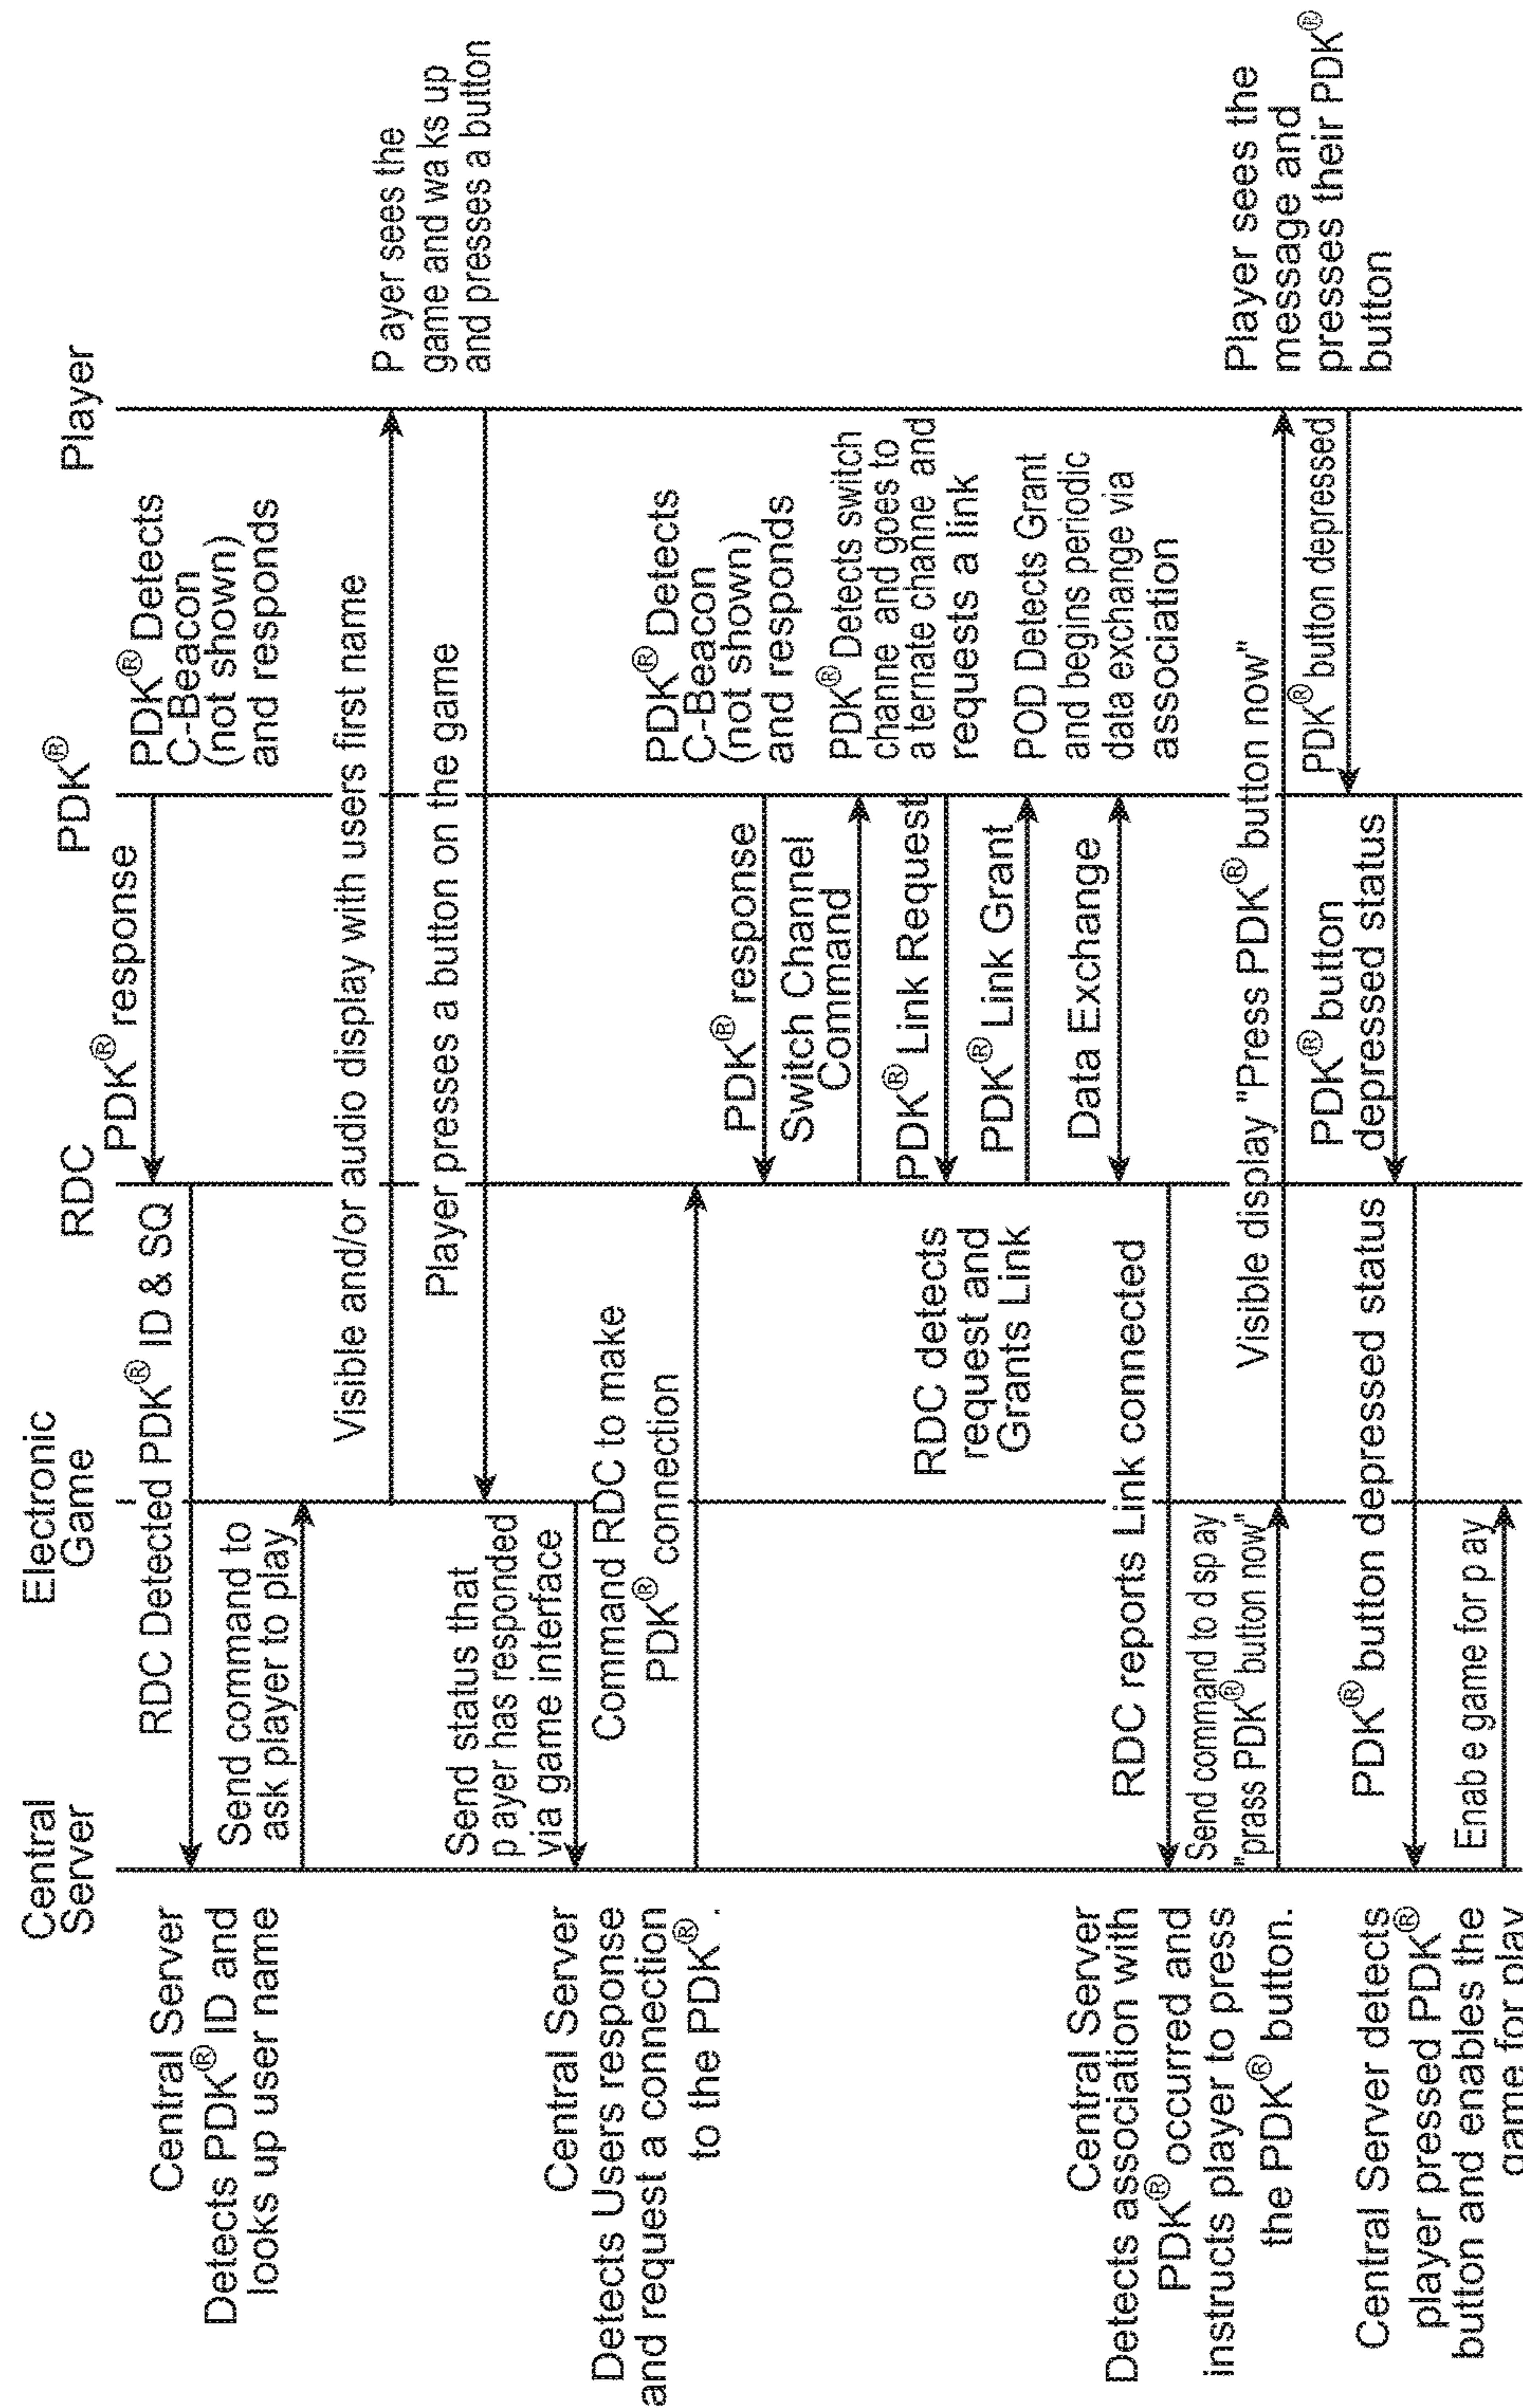 Central
Server
Electronic
Game
RDC
PDK®
Player
Central Server
Detects PDK® ID and
looks up user name
RDC Detected PDK® ID & SQ
PDK® response
PDK® Detects
C-Beacon
(not shown)
and responds
Send command to
ask player to play
Visible and/or audio display with users first name
P ayer sees the
game and wa ks up
and presses a button
Player presses a button on the game
Send status that
p ayer has responded
via game interface
Central Server
Detects Users response
and request a connection
to the PDK® .
Command RDC to make
PDK® connection
PDK® response
PDK® Detects
C-Beacon
(not shown)
and responds
Switch Channel
Command
PDK® Detects switch
channe and goes to
a ternate channe and
requests a link
PDK® Link Request
RDC detects
request and
Grants Link
PDK® Link Grant
POD Detects Grant
and begins periodic
data exchange via
association
Data Exchange
RDC reports Link connected
Central Server
Detects association with
PDK® occurred and
instructs player to press
the PDK® button.
Send command to d sp ay
"prass PDK® button now"
Visible display "Press PDK® button now"
Player sees the
message and
presses their PDK®
button
PDK® button depressed
PDK® button
depressed status
PDK® button depressed status
Central Server detects
player pressed PDK®
button and enables the
game for play
Enab e game for p ay